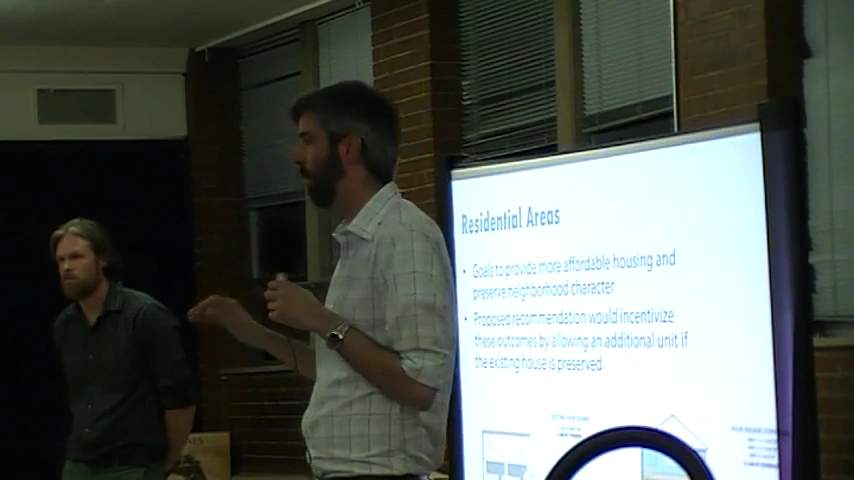 Residential Areas
• Goals to provide more affordable housing and
preserve neighborhood character
• Proposed recommendation would incentivize
these outcomes by allowing an additional unit if
the existing house is preserved